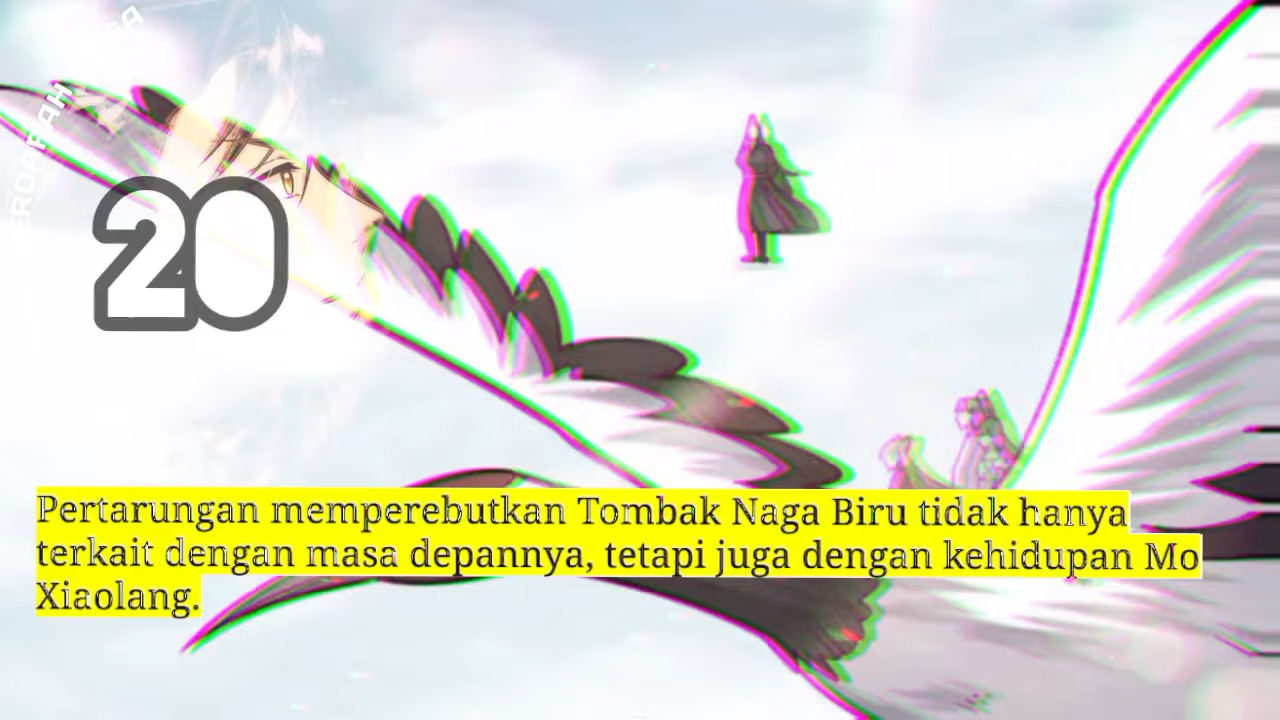 20
Pertarungan memperebutkan Tombak Naga Biru tidak hanya
terkait dengan masa depannya, tetapi juga dengan kehidupan Mo
Xiaolang.